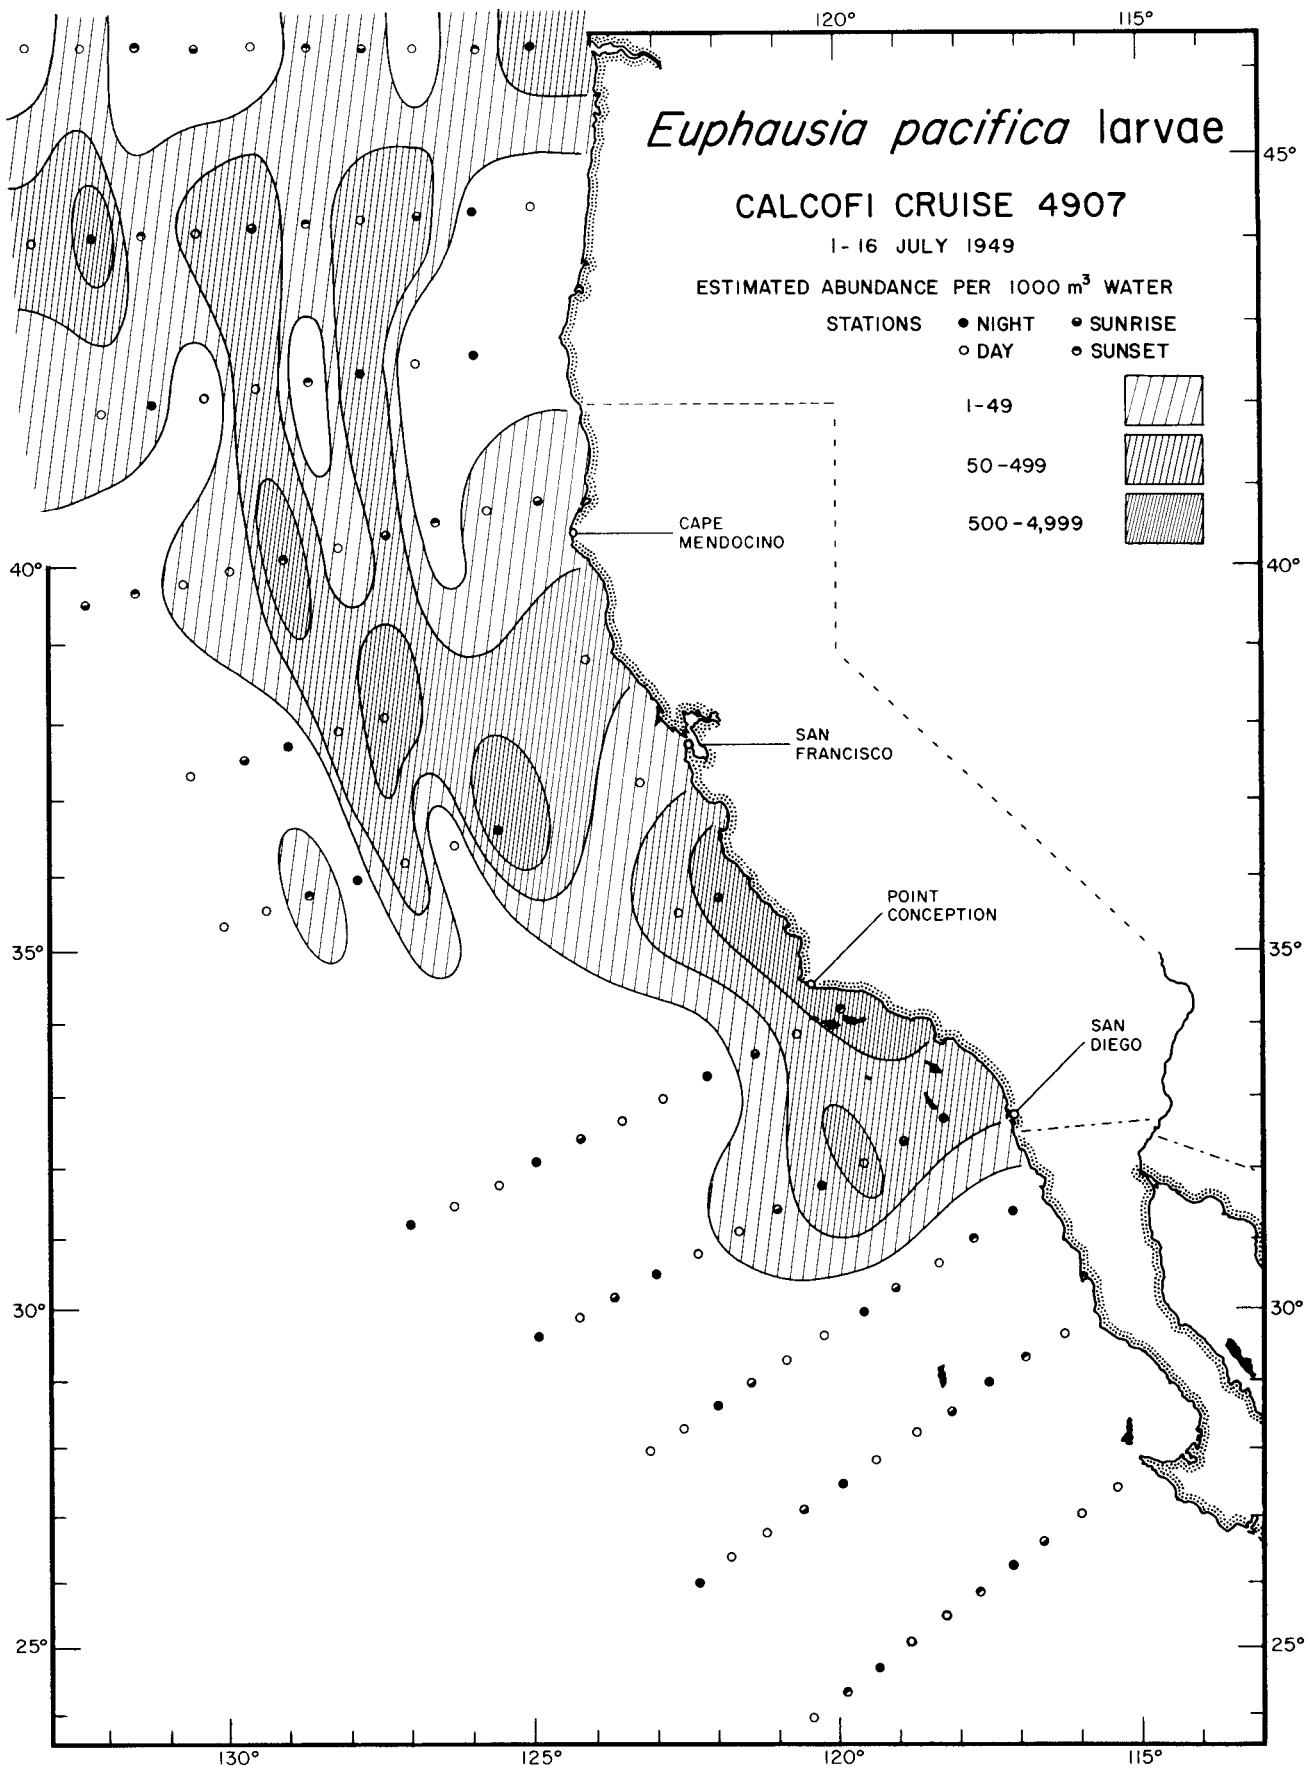 120° 115°
Euphausia pacifica larvae
45°
CALCOFI CRUISE 4907
1-16 JULY 1949
ESTIMATED ABUNDANCE PER 1000 m³ WATER
STATIONS ● NIGHT ◒ SUNRISE
○ DAY ◓ SUNSET
1-49
50-499
500-4,999
CAPE
MENDOCINO
40° 40°
SAN
FRANCISCO
POINT
CONCEPTION
35° 35°
SAN
DIEGO
30° 30°
25° 25°
130° 125° 120° 115°